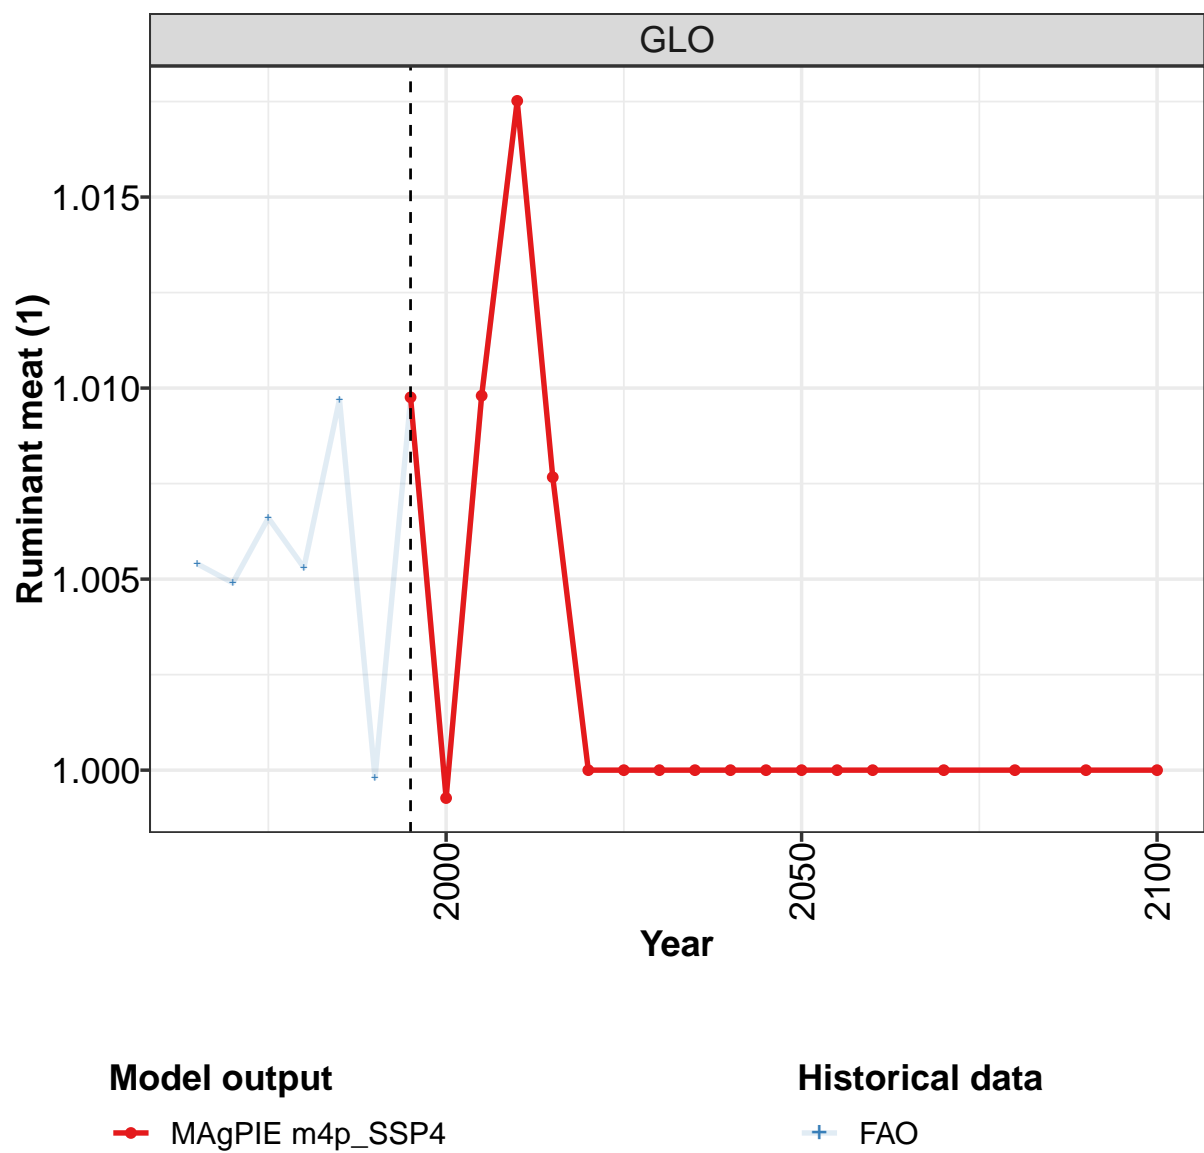 GLO
1.015
1.010
1.005
1.000
Ruminant meat (1)
2000
2050
2100
Year
Model output
MAgPIE m4p_SSP4
Historical data
FAO